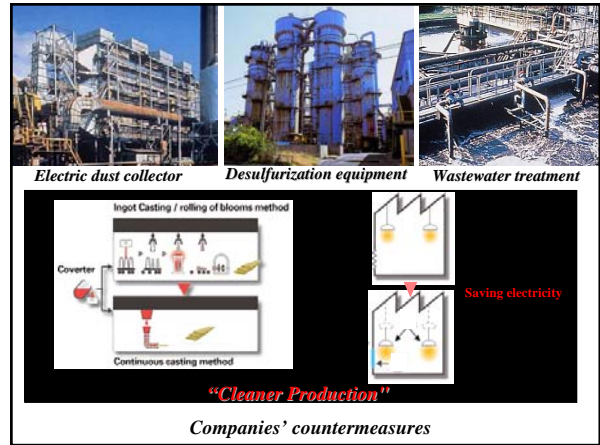 Electric dust collector
Desulfurization equipment
Wastewater treatment
Ingot Casting / rolling of blooms method
Coverter
Continuous casting method
Saving electricity
“Cleaner Production"
Companies’ countermeasures